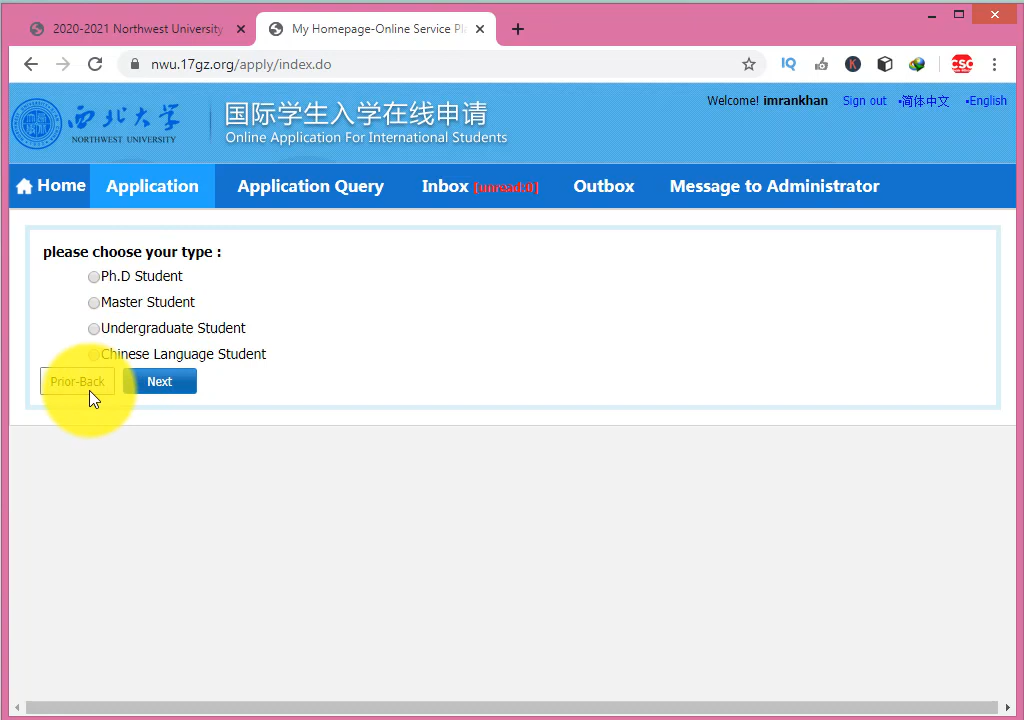 2020-2021 Northwest University
My Homepage-Online Service Pla
nwu.17gz.org/apply/index.do
IQ
K
CSC
西北大学
NORTHWEST UNIVERSITY
国际学生入学在线申请
Online Application For International Students
Welcome! imrankhan Sign out •简体中文 •English
Home Application Application Query Inbox [unread:0] Outbox Message to Administrator
please choose your type :
Ph.D Student
Master Student
Undergraduate Student
Chinese Language Student
Prior-Back Next